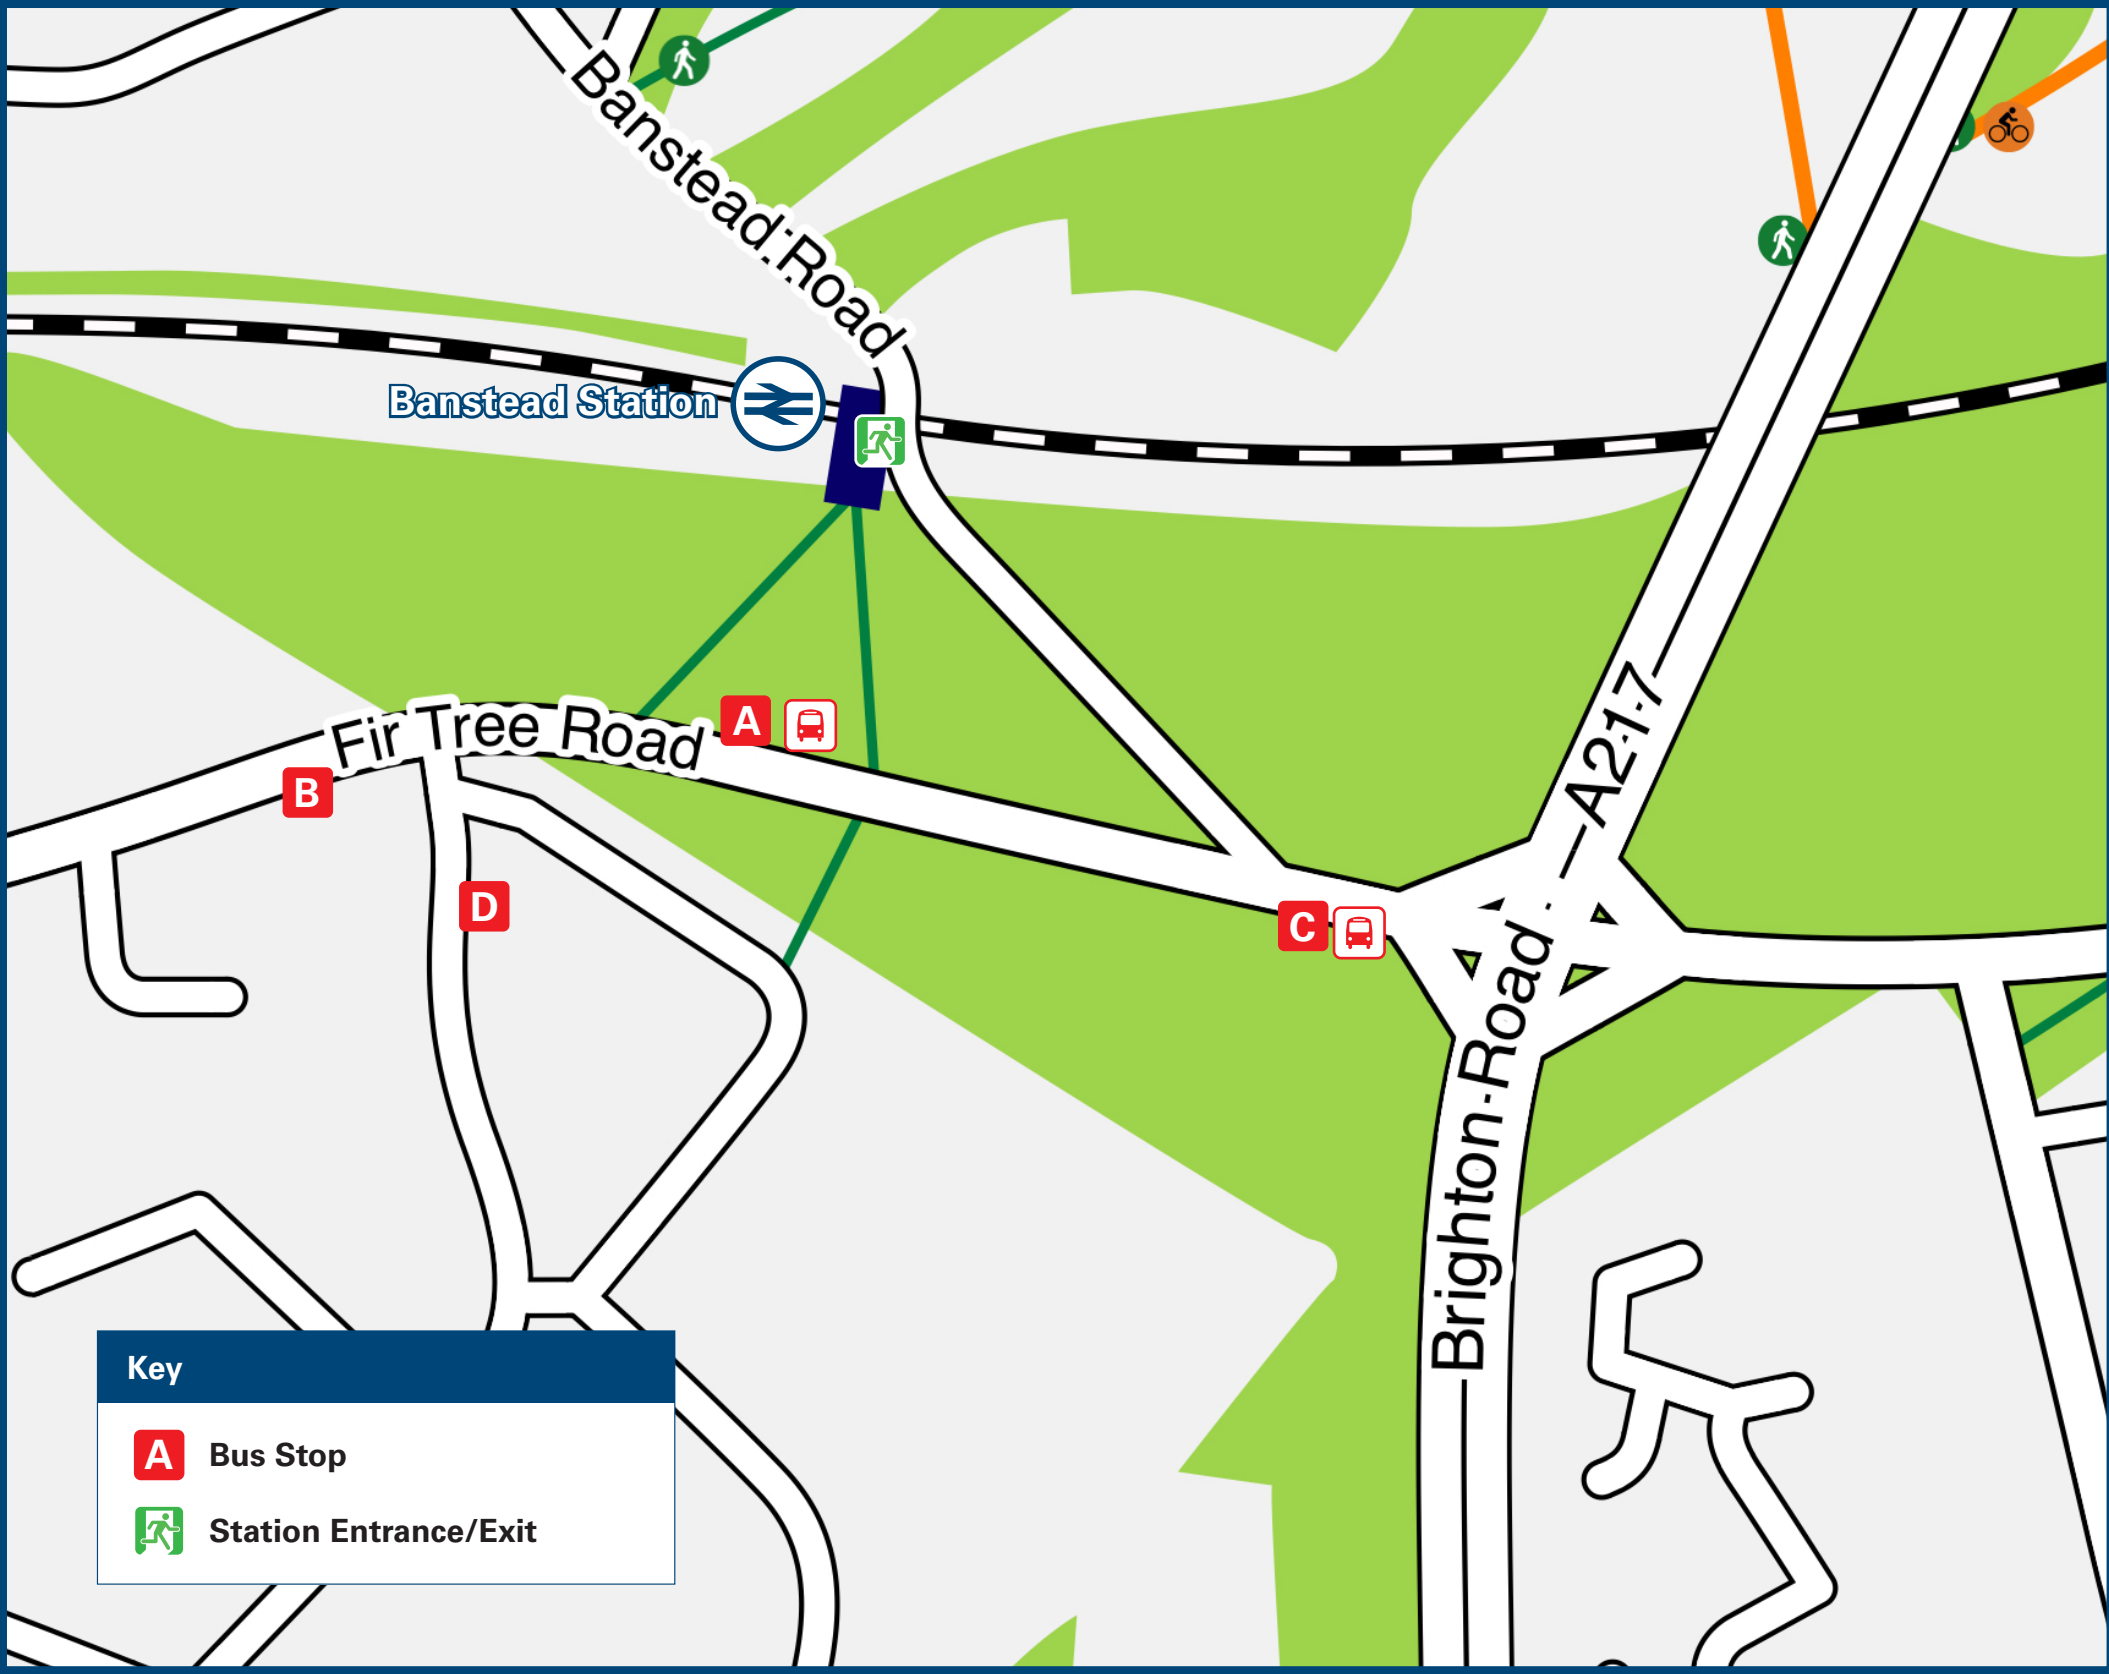 Banstead Road
Banstead Station
Fir Tree Road
A
B
D
C
A217
Brighton Road
Key
A Bus Stop
Station Entrance/Exit